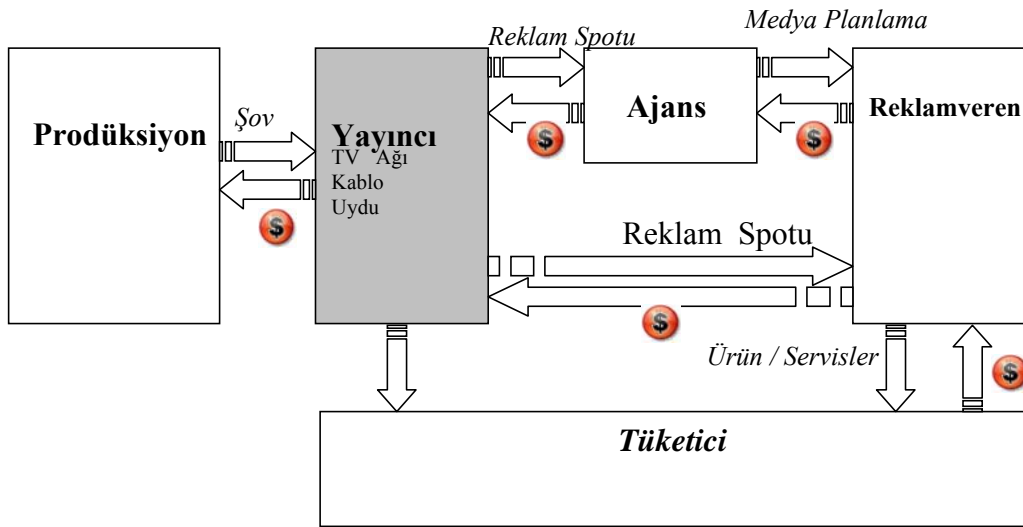 Reklam Spotu
Medya Planlama
Prodüksiyon
Şov
Yayıncı
TV Ağı
Kablo
Uydu
Ajans
Reklamveren
$
$
$
Reklam Spotu
$
Ürün / Servisler
$
Tüketici